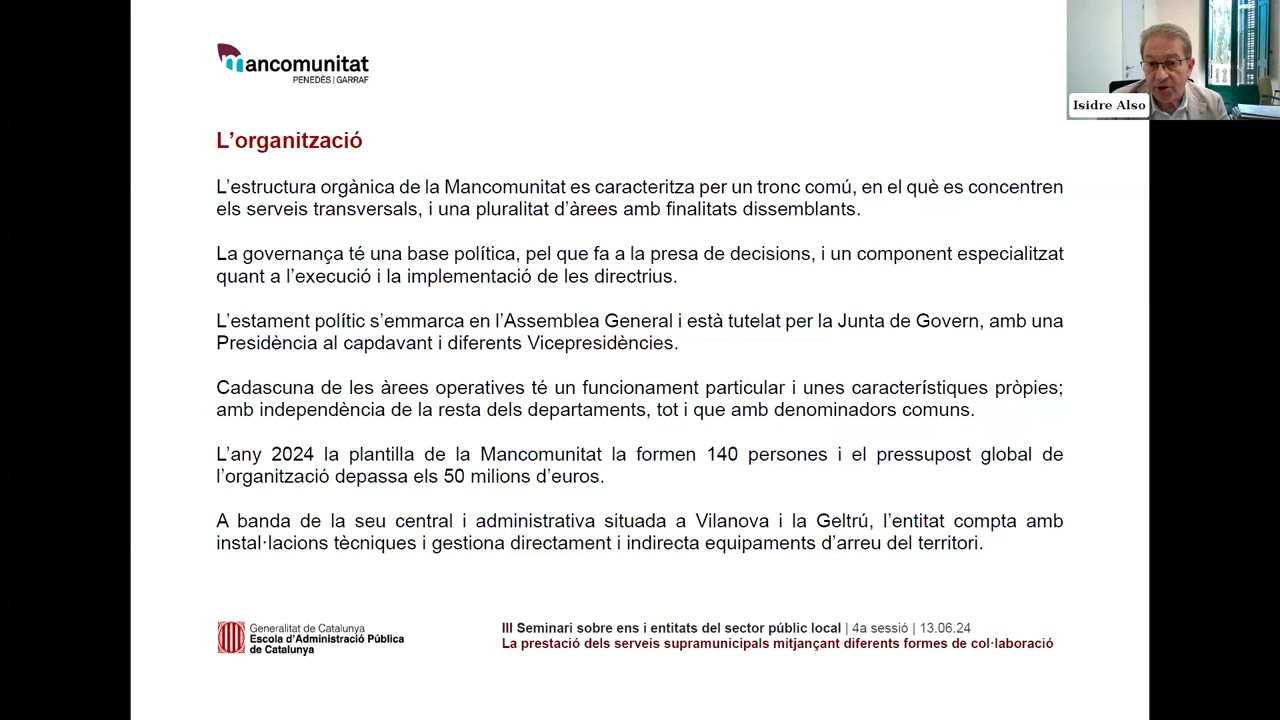 mancomunitat
PENEDÈS | GARRAF
Isidre Also
L’organització
L’estructura orgànica de la Mancomunitat es caracteritza per un tronc comú, en el què es concentren
els serveis transversals, i una pluralitat d’àrees amb finalitats dissemblants.
La governança té una base política, pel que fa a la presa de decisions, i un component especialitzat
quant a l’execució i la implementació de les directrius.
L’estament polític s’emmarca en l’Assemblea General i està tutelat per la Junta de Govern, amb una
Presidència al capdavant i diferents Vicepresidències.
Cadascuna de les àrees operatives té un funcionament particular i unes característiques pròpies;
amb independència de la resta dels departaments, tot i que amb denominadors comuns.
L’any 2024 la plantilla de la Mancomunitat la formen 140 persones i el pressupost global de
l’organització depassa els 50 milions d’euros.
A banda de la seu central i administrativa situada a Vilanova i la Geltrú, l’entitat compta amb
instal·lacions tècniques i gestiona directament i indirecta equipaments d’arreu del territori.
Generalitat de Catalunya
Escola d’Administració Pública
de Catalunya
III Seminari sobre ens i entitats del sector públic local | 4a sessió | 13.06.24
La prestació dels serveis supramunicipals mitjançant diferents formes de col·laboració